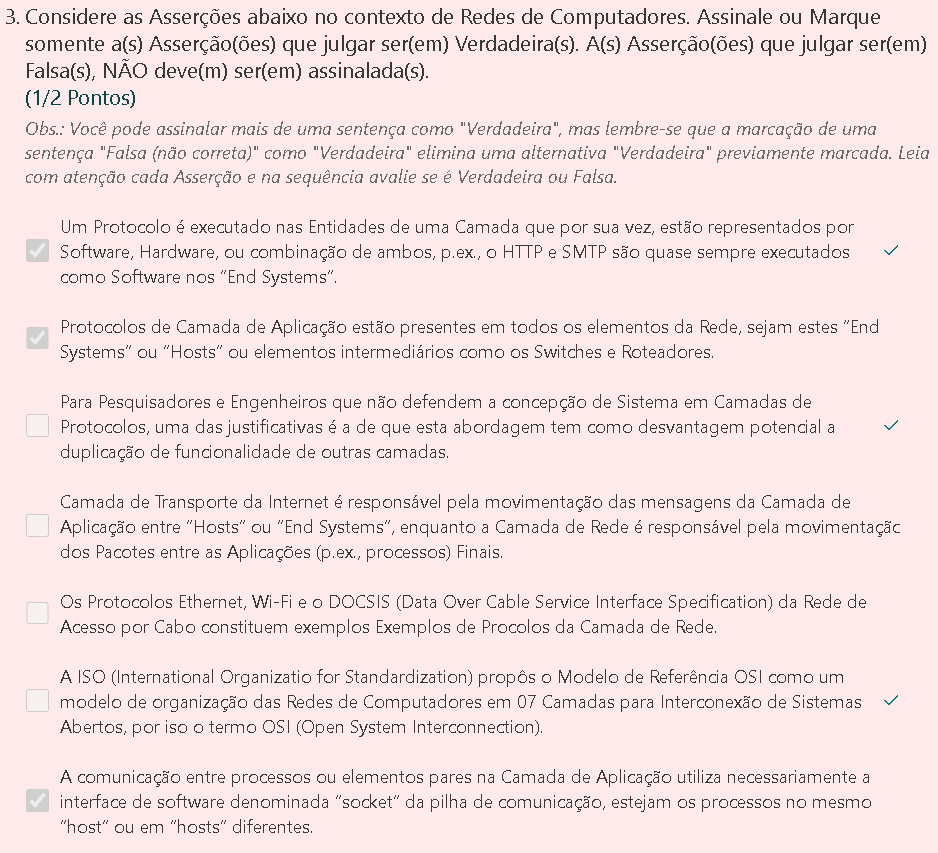 3. Considere as Asserções abaixo no contexto de Redes de Computadores. Assinale ou Marque
somente a(s) Asserção(ões) que julgar ser(em) Verdadeira(s). A(s) Asserção(ões) que julgar ser(em)
Falsa(s), NÃO deve(m) ser(em) assinalada(s).
(1/2 Pontos)
Obs.: Você pode assinalar mais de uma sentença como "Verdadeira", mas lembre-se que a marcação de uma
sentença "Falsa (não correta)" como "Verdadeira" elimina uma alternativa "Verdadeira" previamente marcada. Leia
com atenção cada Asserção e na sequência avalie se é Verdadeira ou Falsa.
Um Protocolo é executado nas Entidades de uma Camada que por sua vez, estão representados por
Software, Hardware, ou combinação de ambos, p.ex., o HTTP e SMTP são quase sempre executados
como Software nos "End Systems".
Protocolos de Camada de Aplicação estão presentes em todos os elementos da Rede, sejam estes "End
Systems" ou "Hosts" ou elementos intermediários como os Switches e Roteadores.
Para Pesquisadores e Engenheiros que não defendem a concepção de Sistema em Camadas de
Protocolos, uma das justificativas é a de que esta abordagem tem como desvantagem potencial a
duplicação de funcionalidade de outras camadas.
Camada de Transporte da Internet é responsável pela movimentação das mensagens da Camada de
Aplicação entre "Hosts" ou "End Systems", enquanto a Camada de Rede é responsável pela movimentaçãc
dos Pacotes entre as Aplicações (p.ex., processos) Finais.
Os Protocolos Ethernet, Wi-Fi e o DOCSIS (Data Over Cable Service Interface Specification) da Rede de
Acesso por Cabo constituem exemplos Exemplos de Procolos da Camada de Rede.
A ISO (International Organizatio for Standardization) propôs o Modelo de Referência OSI como um
modelo de organização das Redes de Computadores em 07 Camadas para Interconexão de Sistemas
Abertos, por iso o termo OSI (Open System Interconnection).
A comunicação entre processos ou elementos pares na Camada de Aplicação utiliza necessariamente a
interface de software denominada "socket" da pilha de comunicação, estejam os processos no mesmo
"host" ou em "hosts" diferentes.